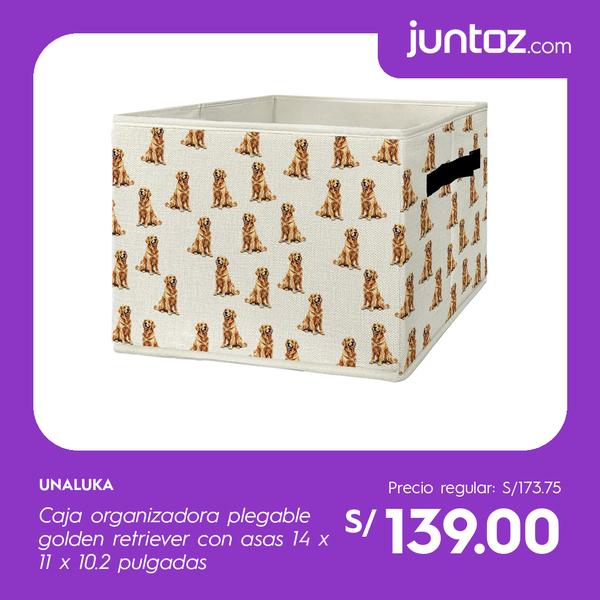 juntoz.com
UNALUKA
Caja organizadora plegable
golden retriever con asas 14 x
11 x 10.2 pulgadas
Precio regular: S/173.75
S/139.00